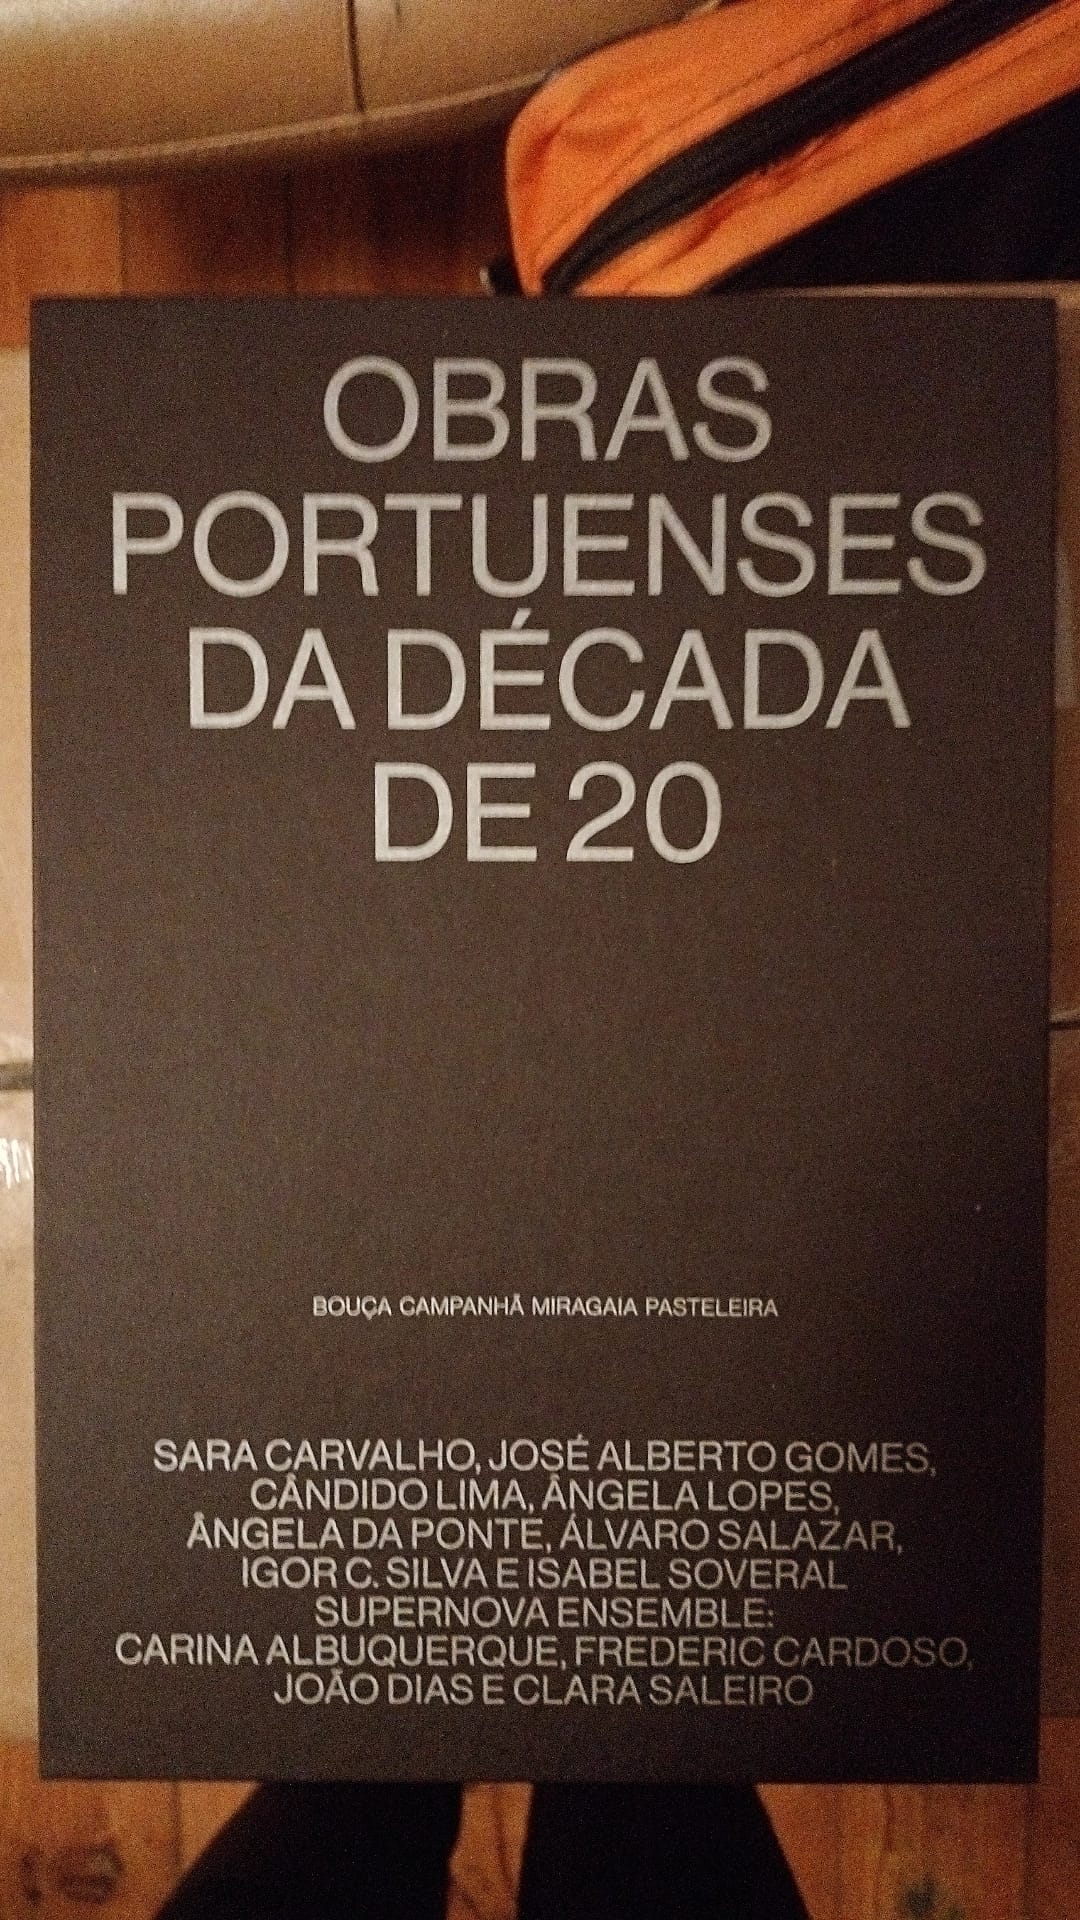 OBRAS
PORTUENSES
DA DÉCADA
DE 20
BOUÇA CAMPANHÃ MIRAGAIA PASTELEIRA
SARA CARVALHO, JOSÉ ALBERTO GOMES,
CÂNDIDO LIMA, ÂNGELA LOPES,
ÂNGELA DA PONTE, ÁLVARO SALAZAR,
IGOR C. SILVA E ISABEL SOVERAL
SUPERNOVA ENSEMBLE:
CARINA ALBUQUERQUE, FREDERIC CARDOSO,
JOÃO DIAS E CLARA SALEIRO